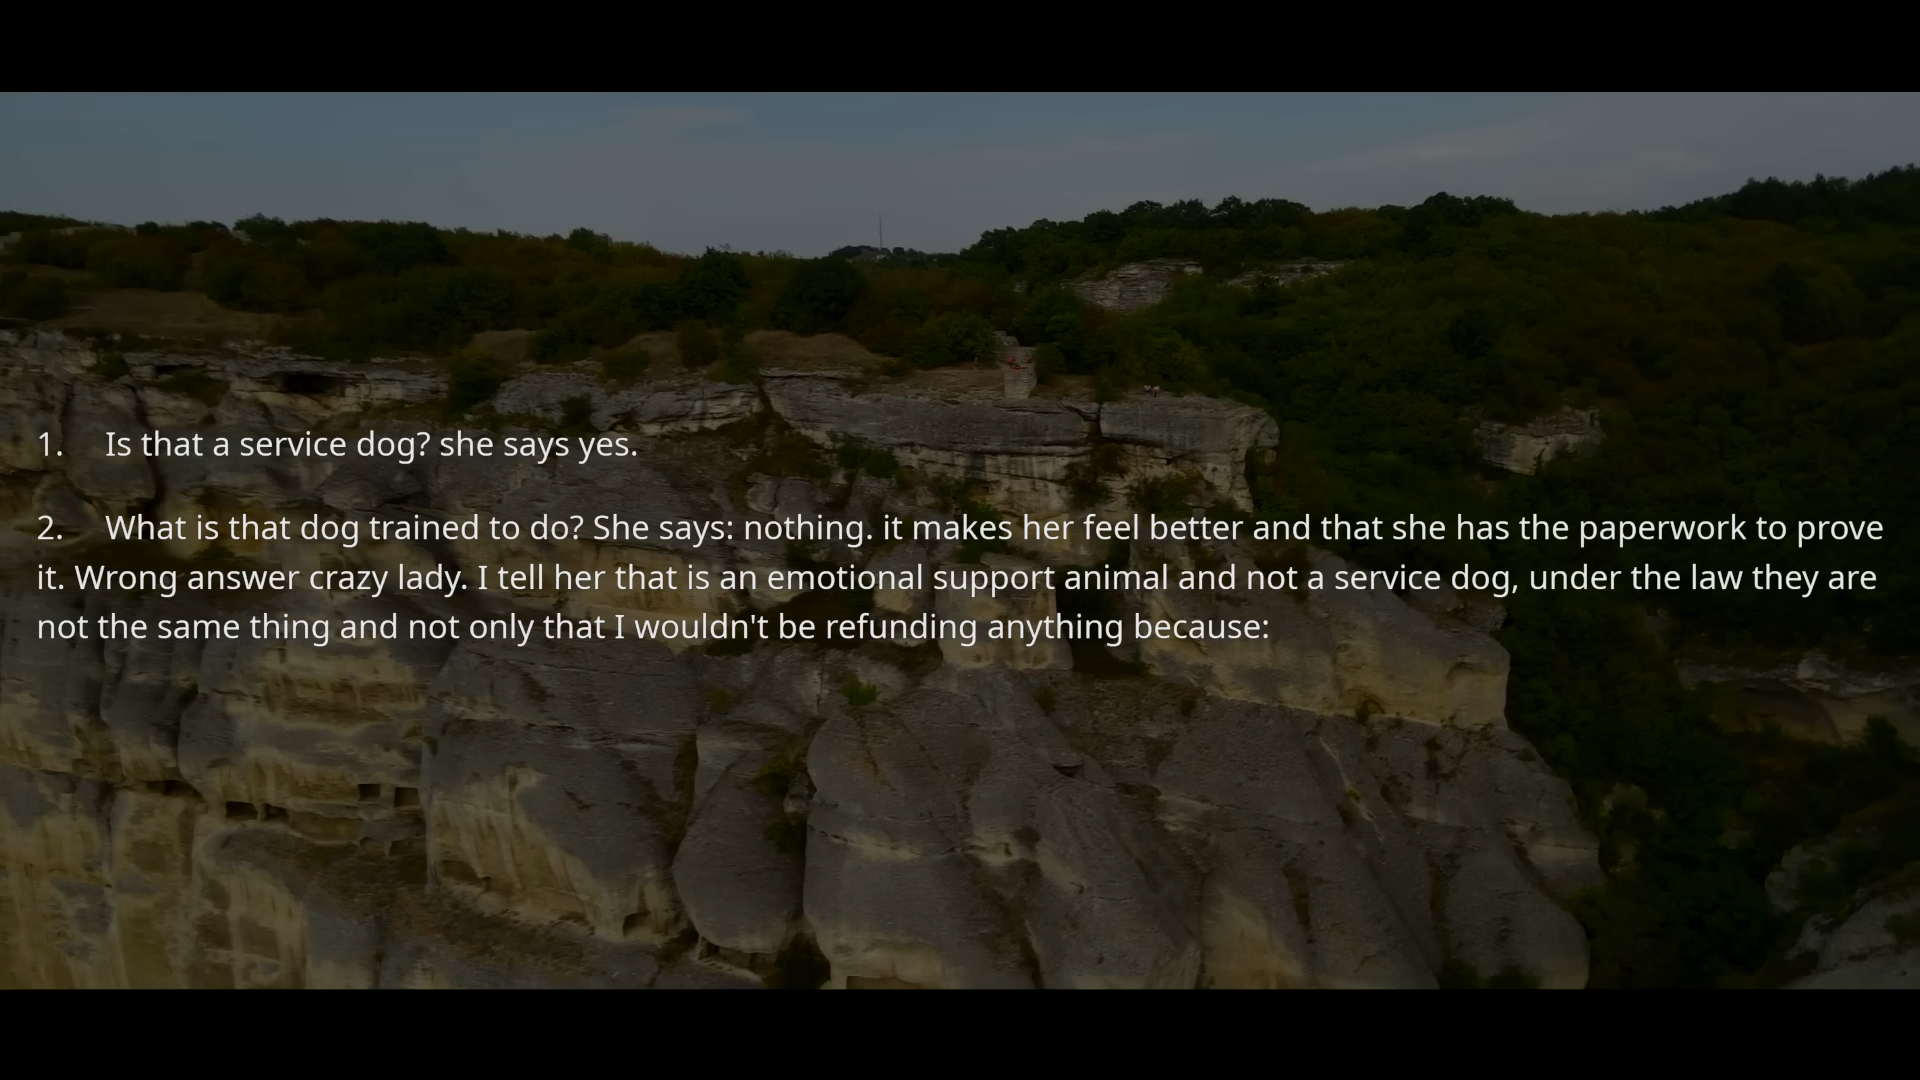 1. Is that a service dog? she says yes.
2. What is that dog trained to do? She says: nothing. it makes her feel better and that she has the paperwork to prove
it. Wrong answer crazy lady. I tell her that is an emotional support animal and not a service dog, under the law they are
not the same thing and not only that I wouldn't be refunding anything because: